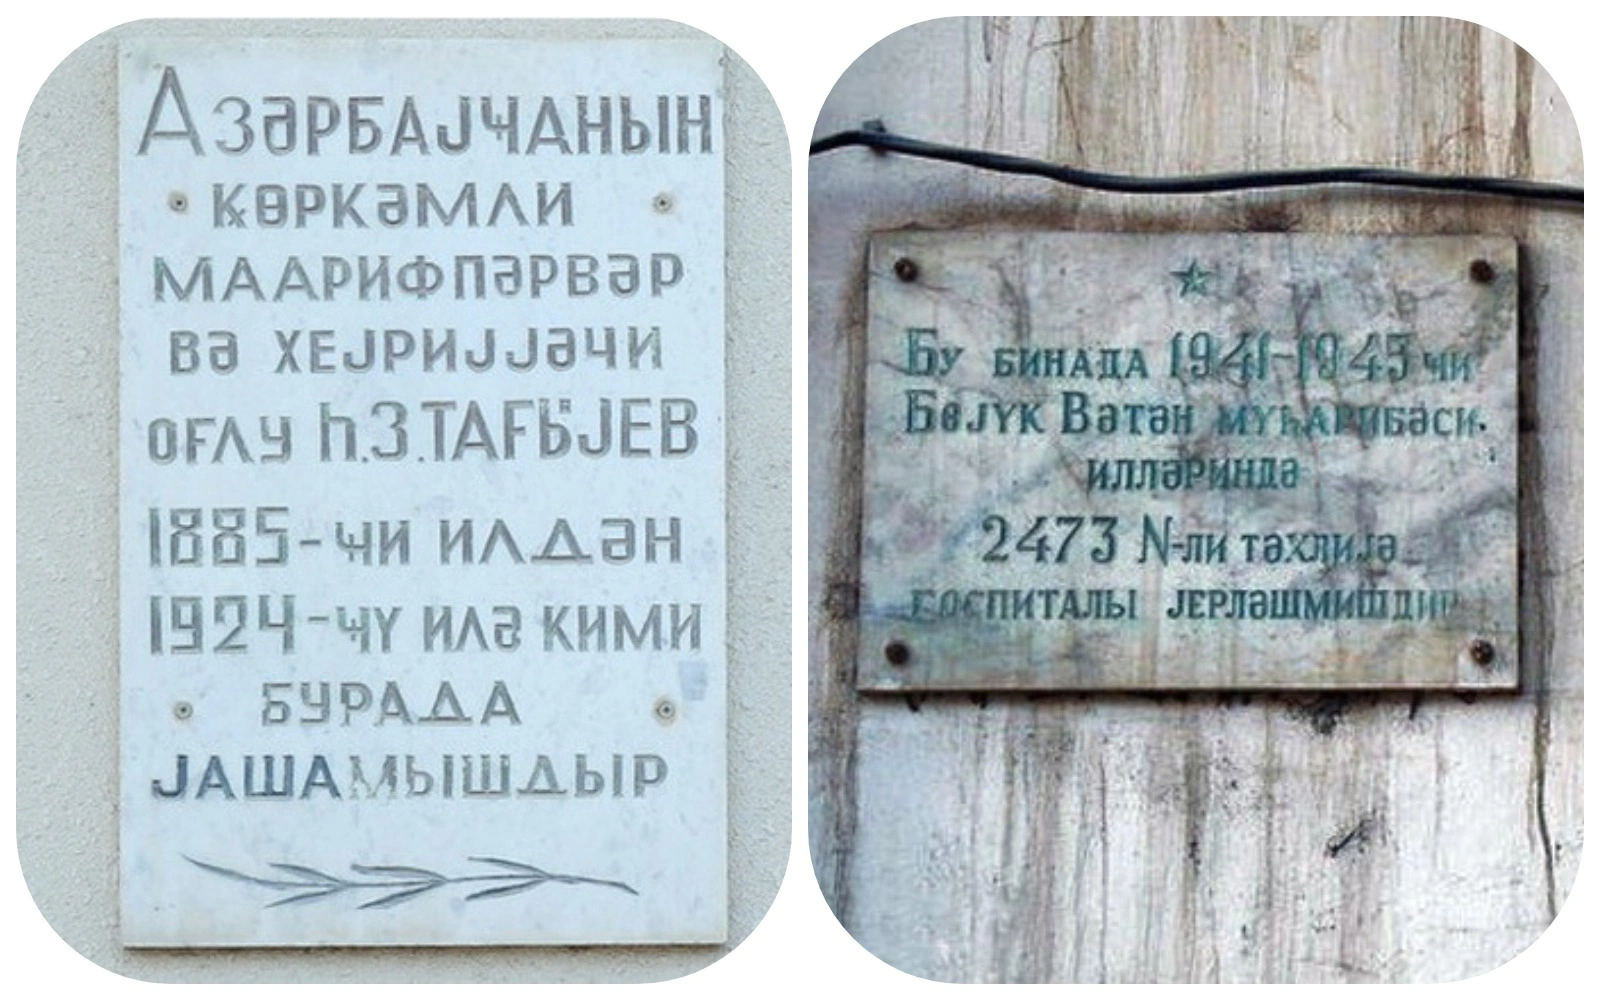 Азәрбајҹанын
ҝөркәмли
маарифпәрвәр
вә хејријјәчи
оғлу Һ.З.Тағыјев
1885-ҹи илдән
1924-ҹү илә кими
бурада
јашамышдыр
Бу бинада 1941-1945 ҹи
Бөјүк Вәтән муһарибәси
илләриндә
2473 N-ли тәхлијә
госпиталы јерләшмишдир